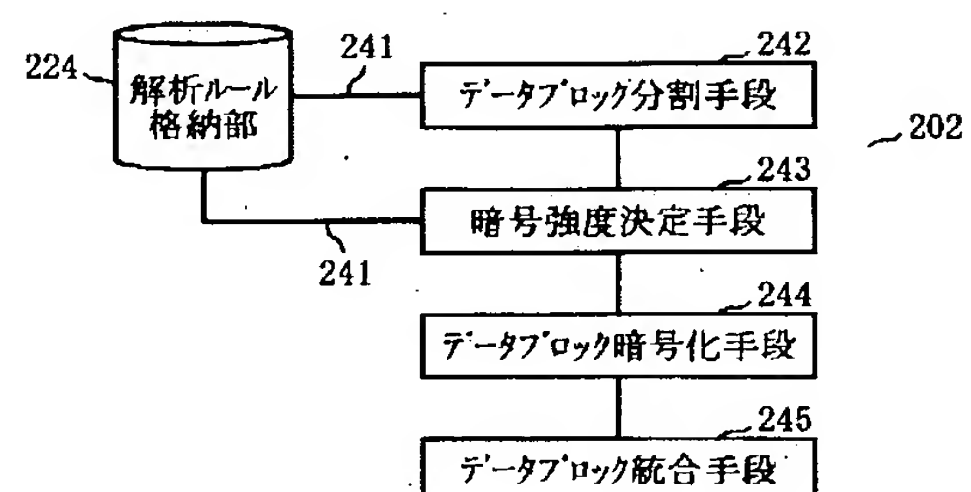 241
242
224
解析ルール
格納部
データブロック分割手段
202
243
暗号強度決定手段
241
244
データブロック暗号化手段
245
データブロック統合手段